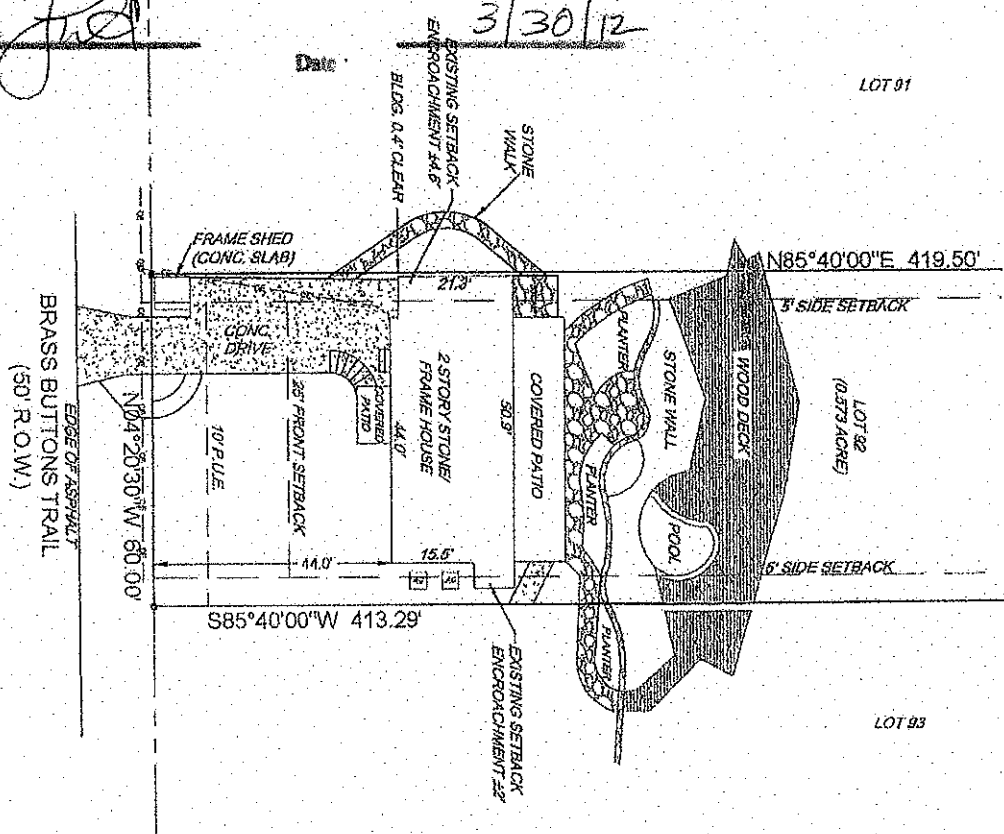 3/30/12
Date
LOT 91
EXISTING SETBACK
ENCROACHMENT ±4.6'
BLDG. 0.4' CLEAR
STONE
WALK
FRAME SHED
(CONC. SLAB)
N85°40'00"E 419.50'
5' SIDE SETBACK
21.3'
CONC.
DRIVE
2 STORY STONE/
FRAME HOUSE
50.9'
COVERED PATIO
PLANTER
STONE WALL
WOOD DECK
LOT 92
(0.573 ACRE)
COVERED
PATIO
44.0'
25' FRONT SETBACK
10' P.U.E.
PLANTER
POOL
EDGE OF ASPHALT
BRASS BUTTONS TRAIL
(50' R.O.W.)
N04°20'30"W 60.00'
44.0'
15.5'
5' SIDE SETBACK
S85°40'00"W 413.29'
PLANTER
EXISTING SETBACK
ENCROACHMENT ±2'
LOT 93